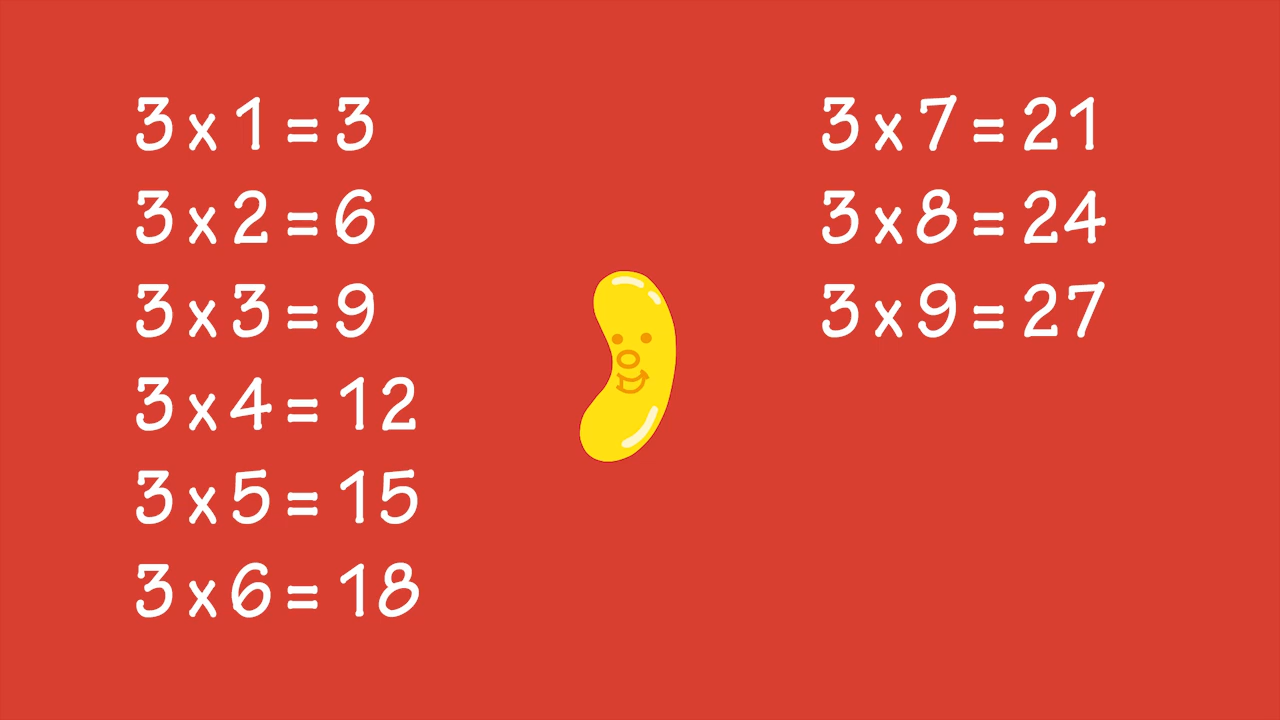 3 x 1 = 3
3 x 2 = 6
3 x 3 = 9
3 x 4 = 12
3 x 5 = 15
3 x 6 = 18
3 x 7 = 21
3 x 8 = 24
3 x 9 = 27